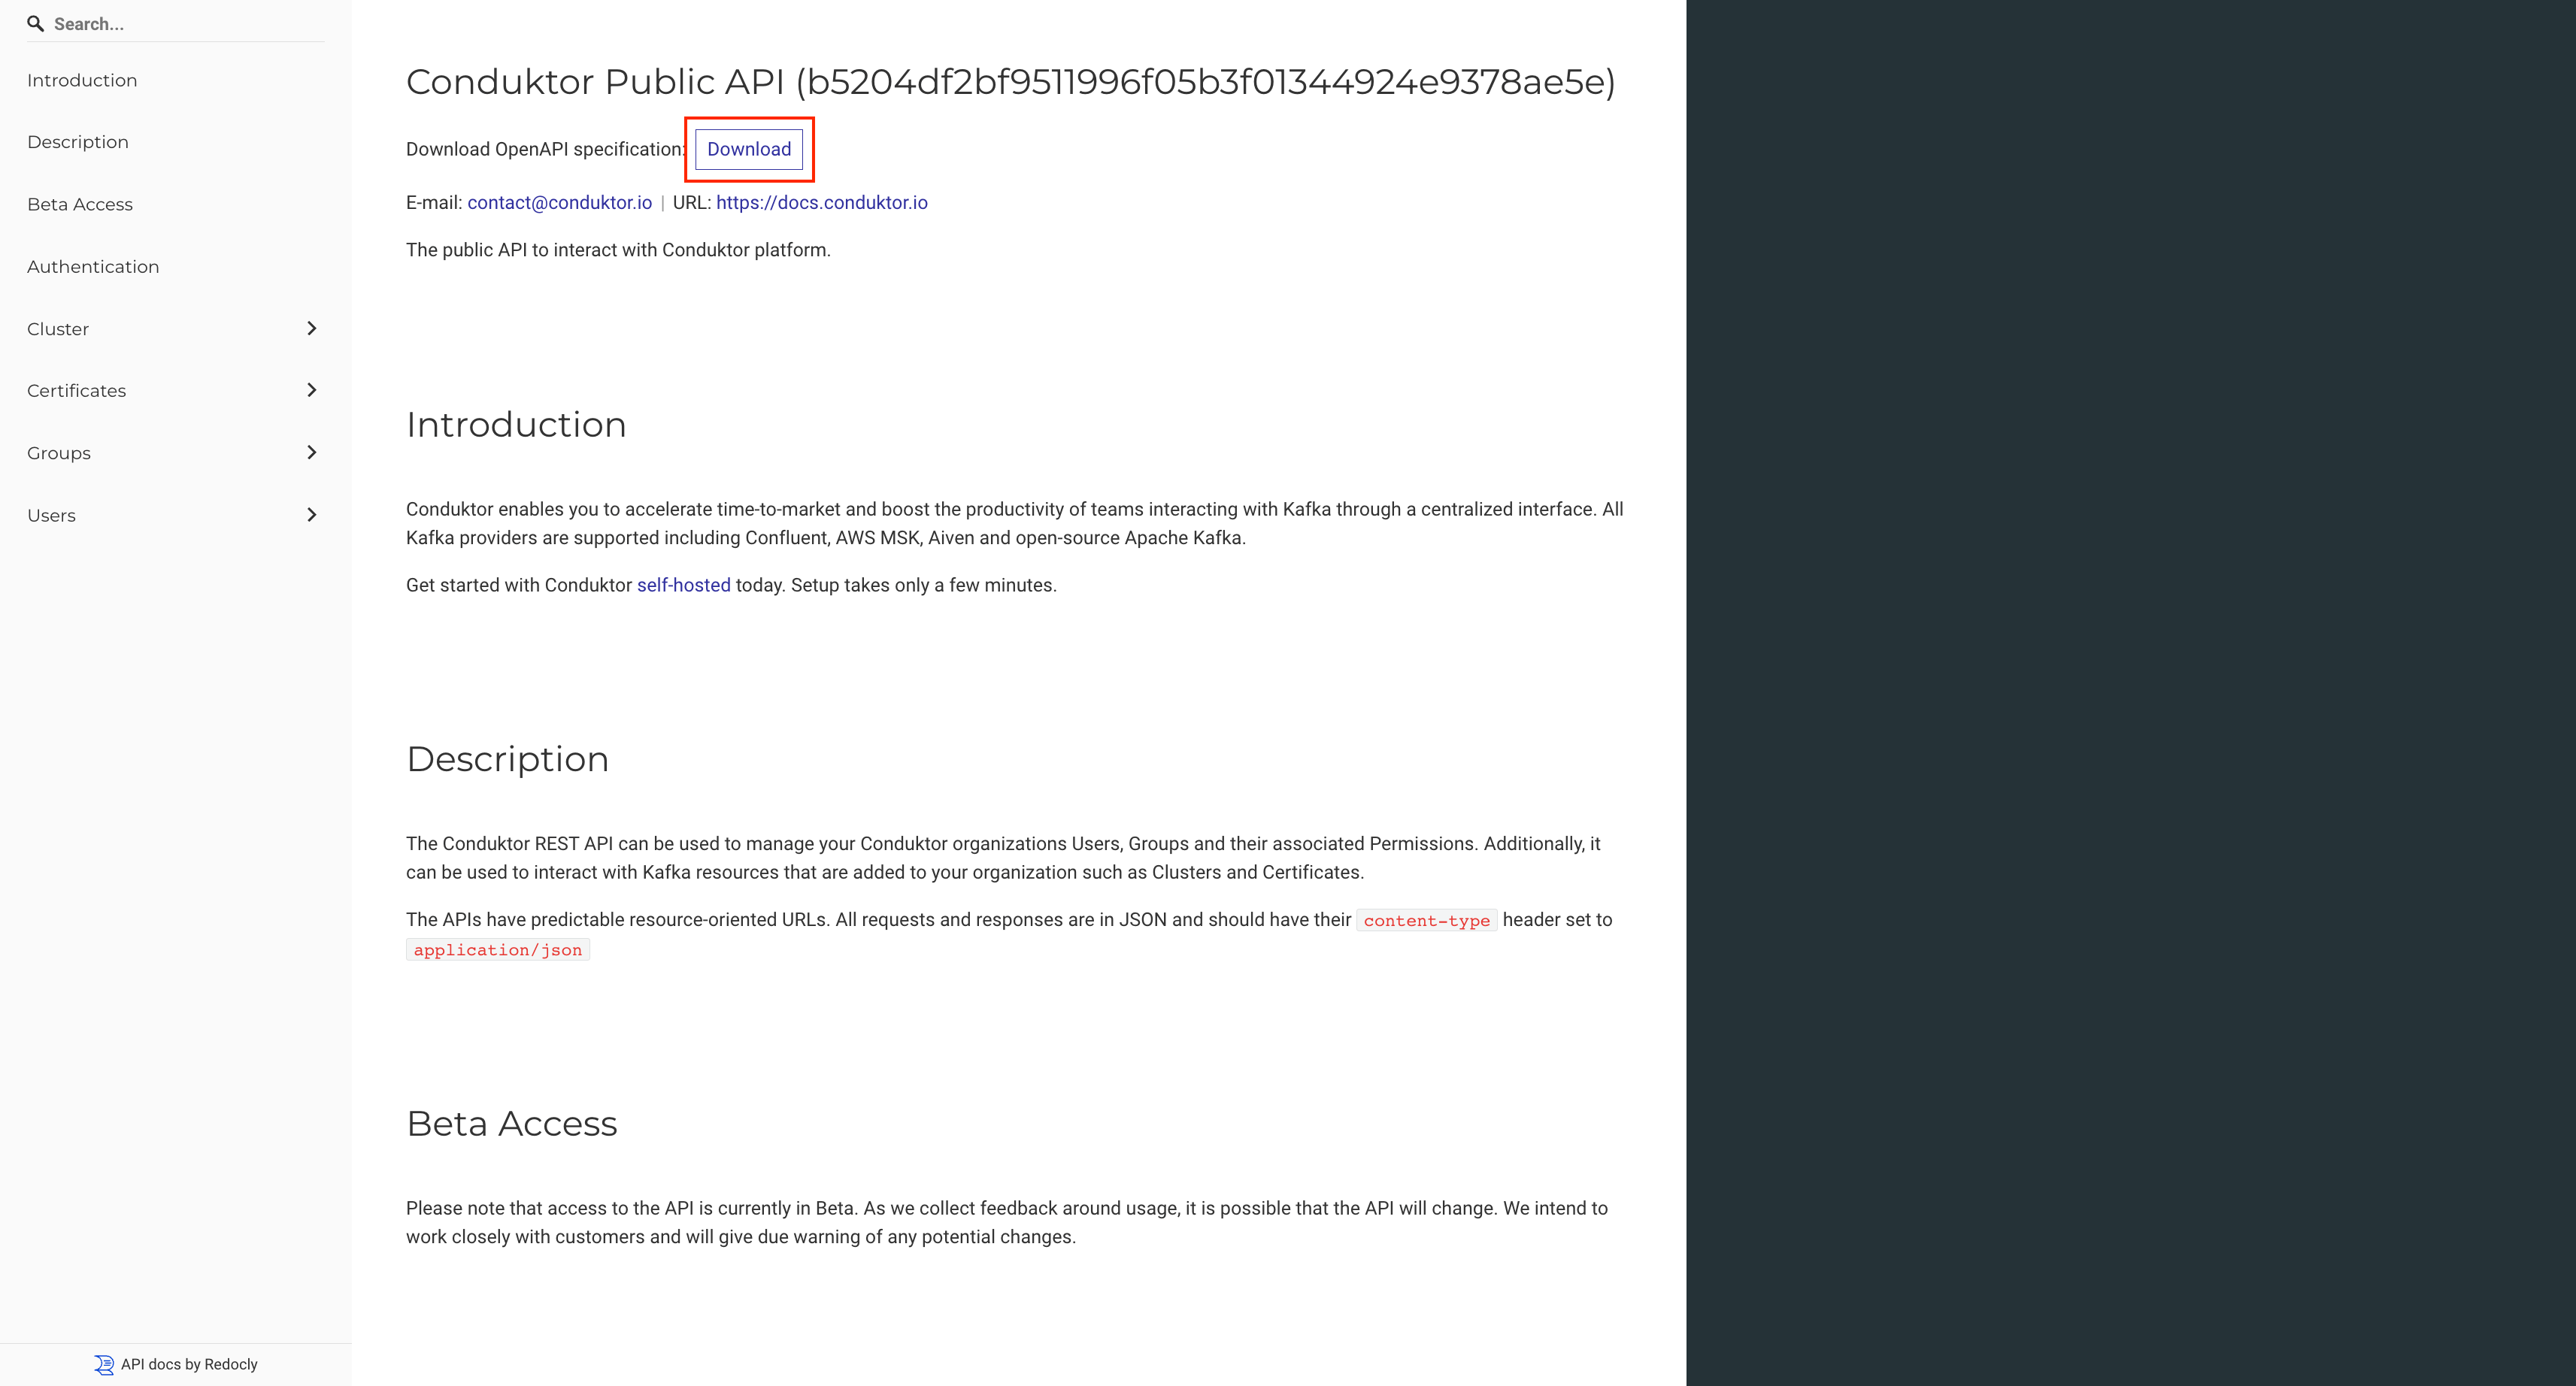 Search...
Introduction
Description
Beta Access
Authentication
Cluster
Certificates
Groups
Users
API docs by Redocly
Conduktor Public API (b5204df2bf9511996f05b3f01344924e9378ae5e)
Download OpenAPI specification: Download
E-mail: contact@conduktor.io | URL: https://docs.conduktor.io
The public API to interact with Conduktor platform.
Introduction
Conduktor enables you to accelerate time-to-market and boost the productivity of teams interacting with Kafka through a centralized interface. All
Kafka providers are supported including Confluent, AWS MSK, Aiven and open-source Apache Kafka.
Get started with Conduktor self-hosted today. Setup takes only a few minutes.
Description
The Conduktor REST API can be used to manage your Conduktor organizations Users, Groups and their associated Permissions. Additionally, it
can be used to interact with Kafka resources that are added to your organization such as Clusters and Certificates.
The APIs have predictable resource-oriented URLs. All requests and responses are in JSON and should have their content-type header set to
application/json
Beta Access
Please note that access to the API is currently in Beta. As we collect feedback around usage, it is possible that the API will change. We intend to
work closely with customers and will give due warning of any potential changes.